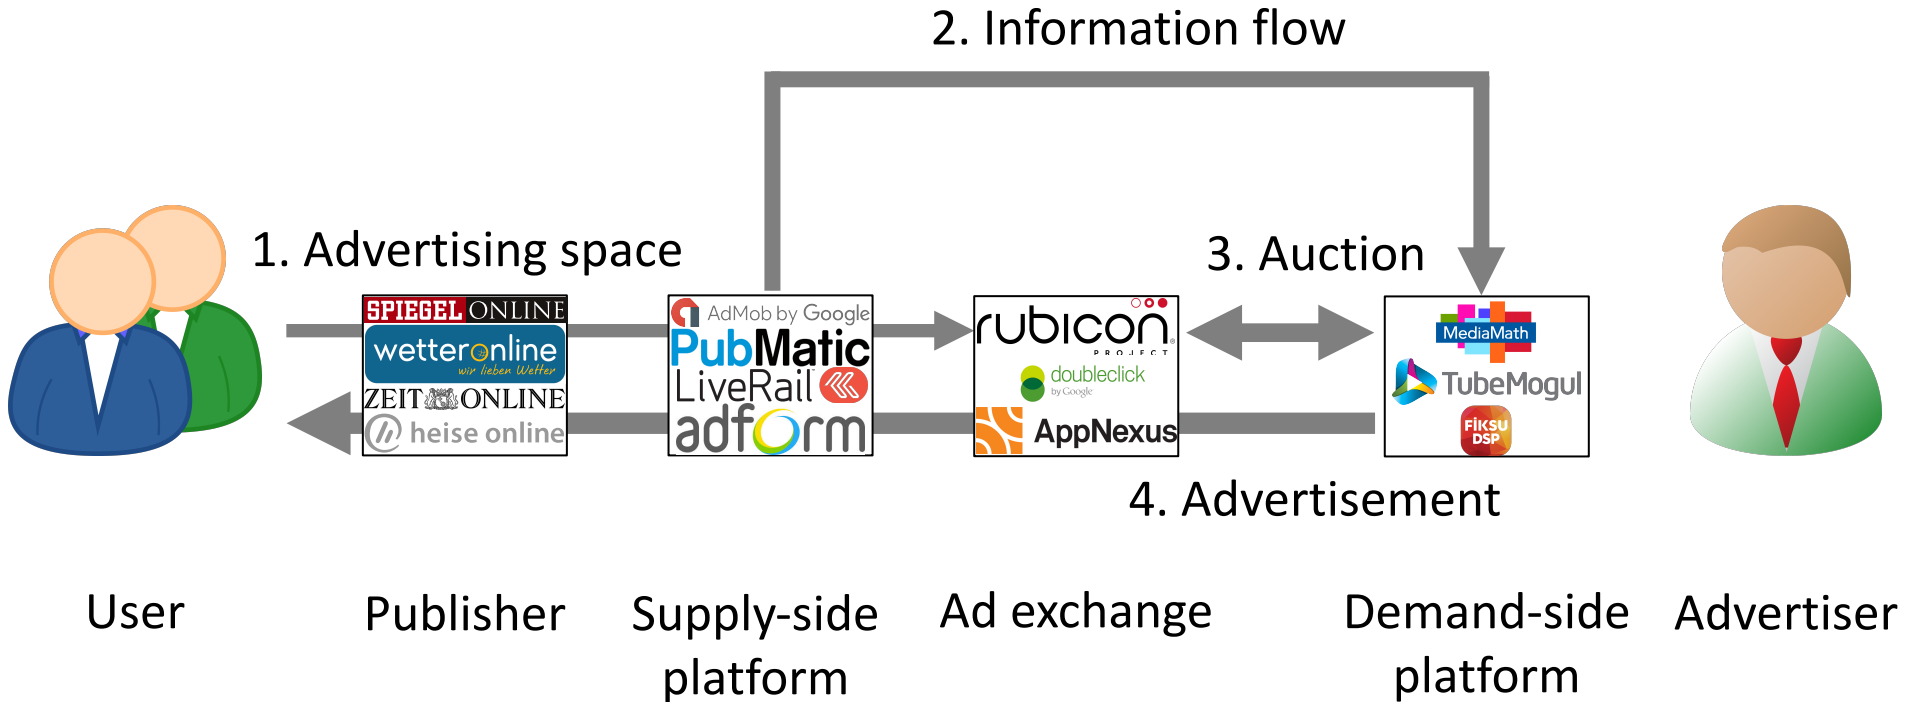 2. Information flow
1. Advertising space
3. Auction
SPIEGEL ONLINE
wetteronline
wir lieben Wetter
ZEIT ONLINE
heise online
AdMob by Google
PubMatic
LiveRail
adform
rubicon
PROJECT
doubleclick
by Google
AppNexus
MediaMath
TubeMogul
FIKSU
DSP
4. Advertisement
User
Publisher
Supply-side
platform
Ad exchange
Demand-side
platform
Advertiser